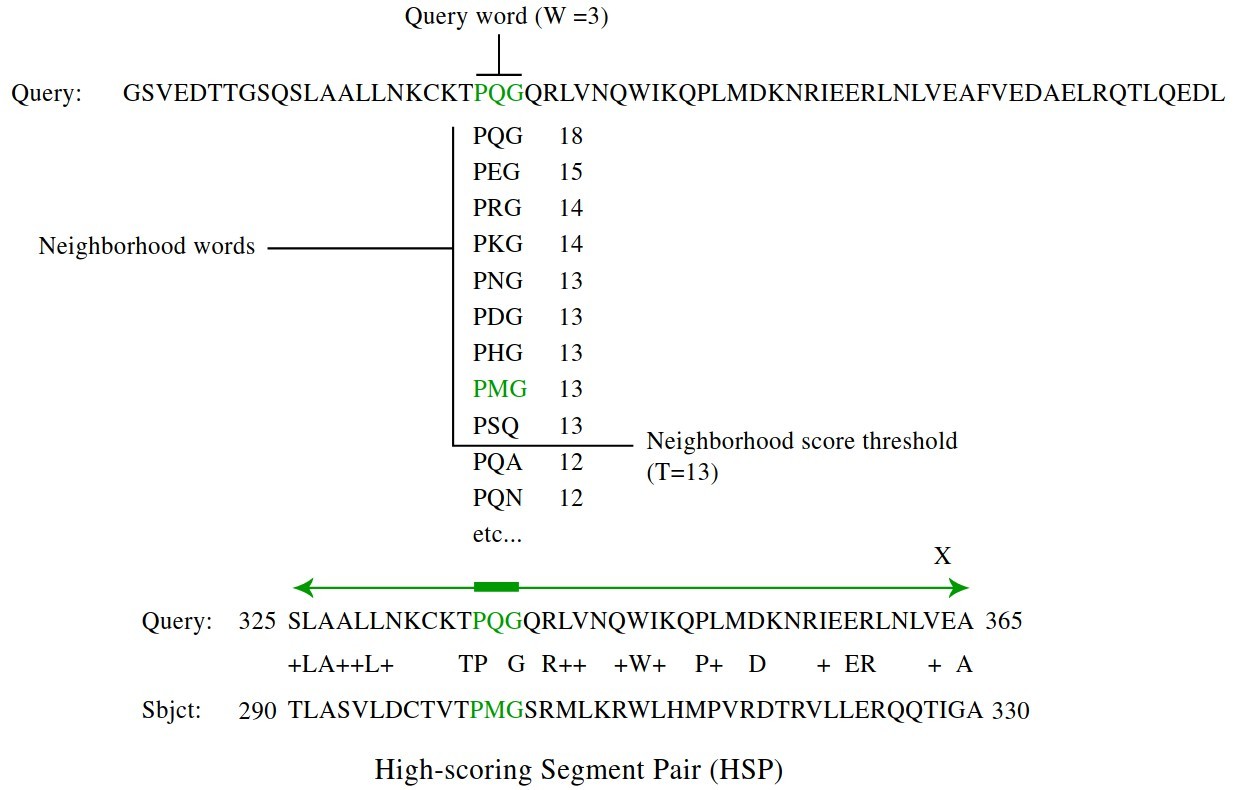 Query word (W =3)
Query: GSVEDTTGSQSLAALLNKCKTPQGQRLVNQWIKQPLMDKNRIEERLNLVEAFVEDAELRQTLQEDL
PQG 18
PEG 15
PRG 14
PKG 14
Neighborhood words
PNG 13
PDG 13
PHG 13
PMG 13
PSQ 13
Neighborhood score threshold
(T=13)
PQA 12
PQN 12
etc...
X
Query: 325 SLAALLNKCKTPQGQRLVNQWIKQPLMDKNRIEERLNLVEA 365
+LA++L+ TP G R++ +W+ P+ D + ER + A
Sbjct: 290 TLASVLDCTVTPMGSRMLKRWLHMPVRDTRVLLERQQTIGA 330
High-scoring Segment Pair (HSP)